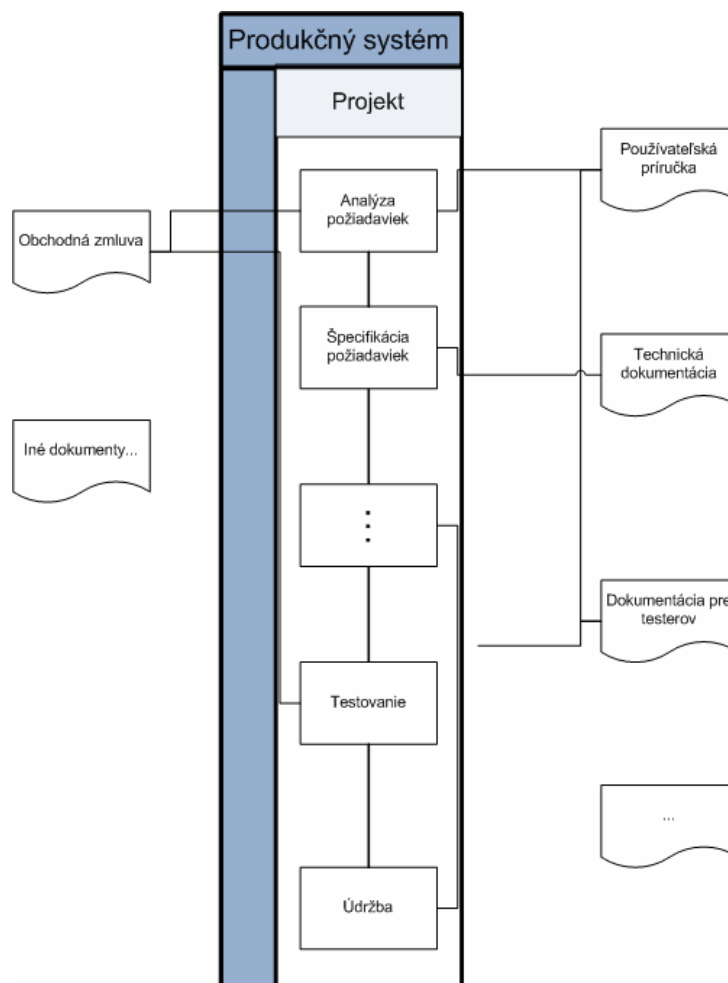 Produkčný systém
Projekt
Analýza
požiadaviek
Používateľská
príručka
Obchodná zmluva
Špecifikácia
požiadaviek
Technická
dokumentácia
Iné dokumenty...
...
Dokumentácia pre
testerov
Testovanie
...
Údržba